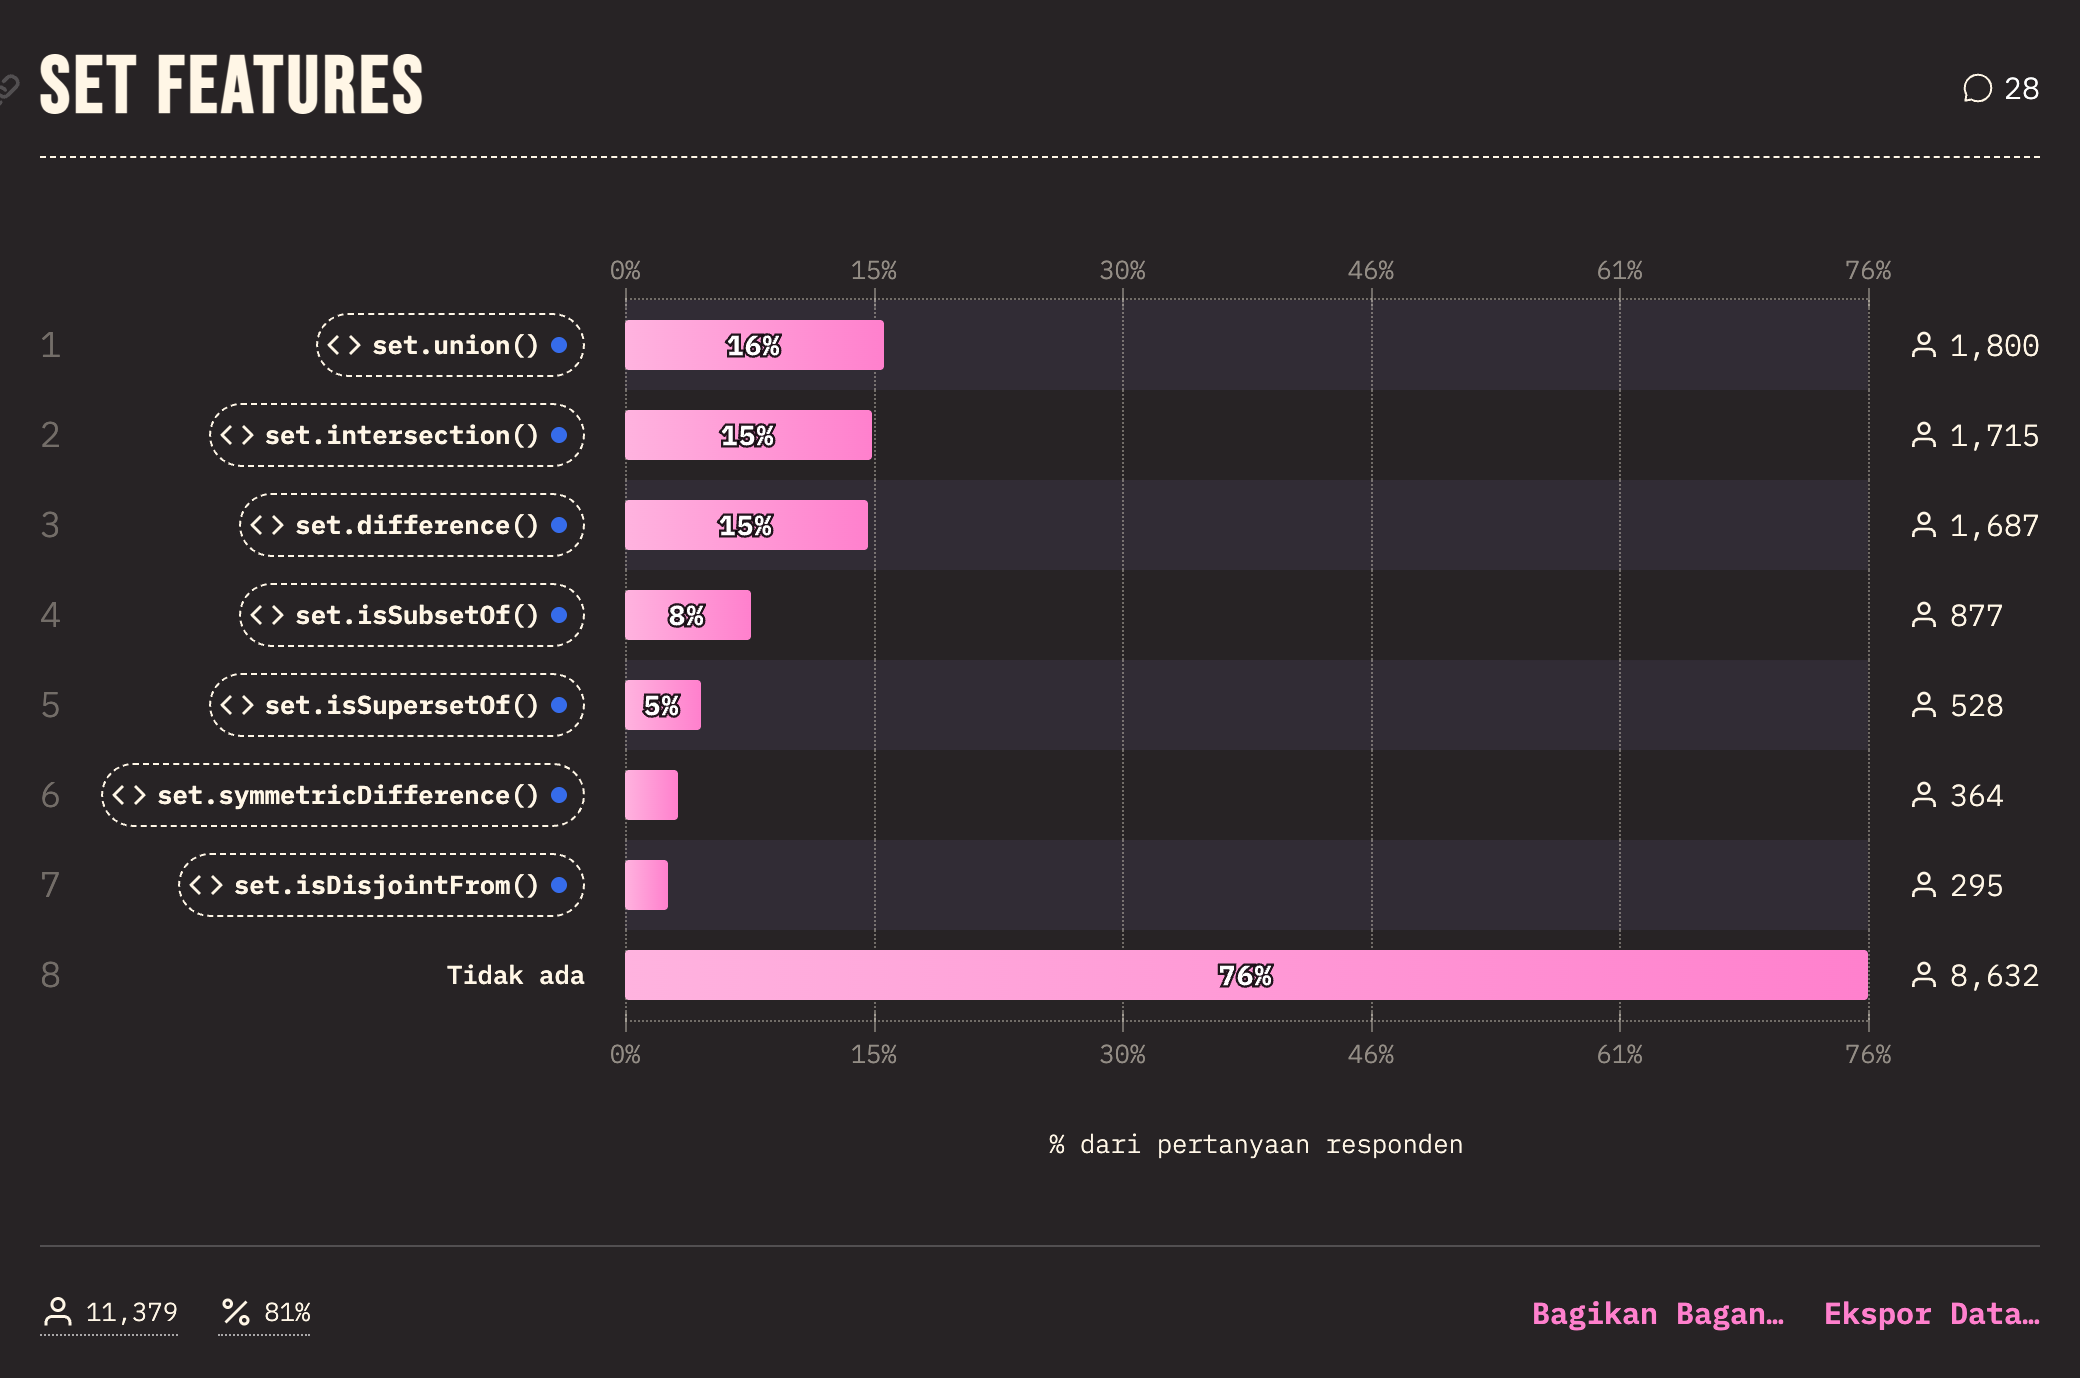 SET FEATURES
28
0% 15% 30% 46% 61% 76%
1 <> set.union() 16% 1,800
2 <> set.intersection() 15% 1,715
3 <> set.difference() 15% 1,687
4 <> set.isSubsetOf() 8% 877
5 <> set.isSupersetOf() 5% 528
6 <> set.symmetricDifference() 364
7 <> set.isDisjointFrom() 295
8 Tidak ada 76% 8,632
0% 15% 30% 46% 61% 76%
% dari pertanyaan responden
11,379 % 81% Bagikan Bagan… Ekspor Data…